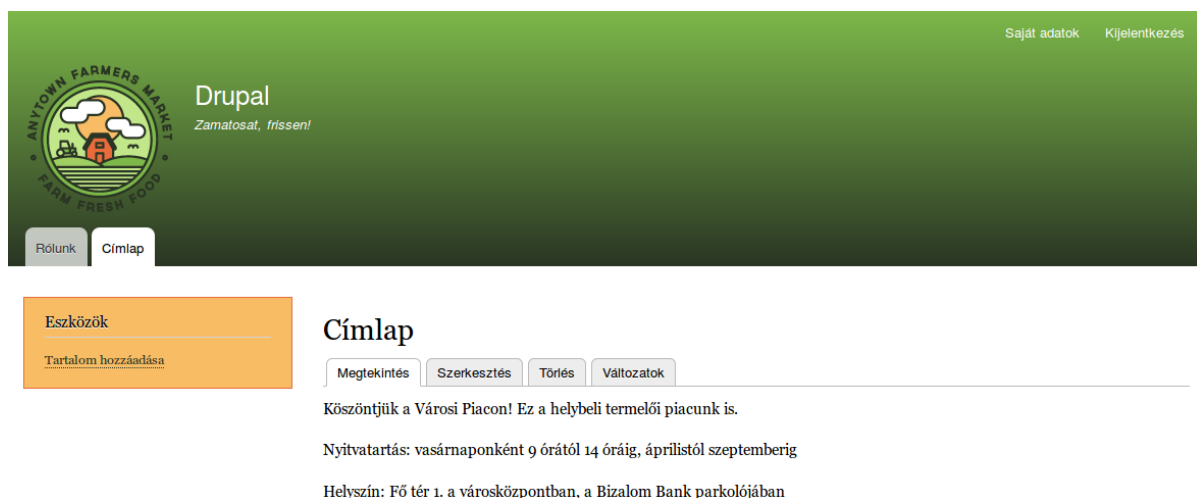 Saját adatok Kijelentkezés
ANYTOWN FARMERS MARKET
FARM FRESH FOOD
Drupal
Zamatosat, frissen!
Rólunk Címlap
Eszközök
Tartalom hozzáadása
Címlap
Megtekintés Szerkesztés Törlés Változatok
Köszöntjük a Városi Piacon! Ez a helybeli termelői piacunk is.
Nyitvatartás: vasárnaponként 9 órától 14 óráig, áprilistól szeptemberig
Helyszín: Fő tér 1. a városközpontban, a Bizalom Bank parkolójában